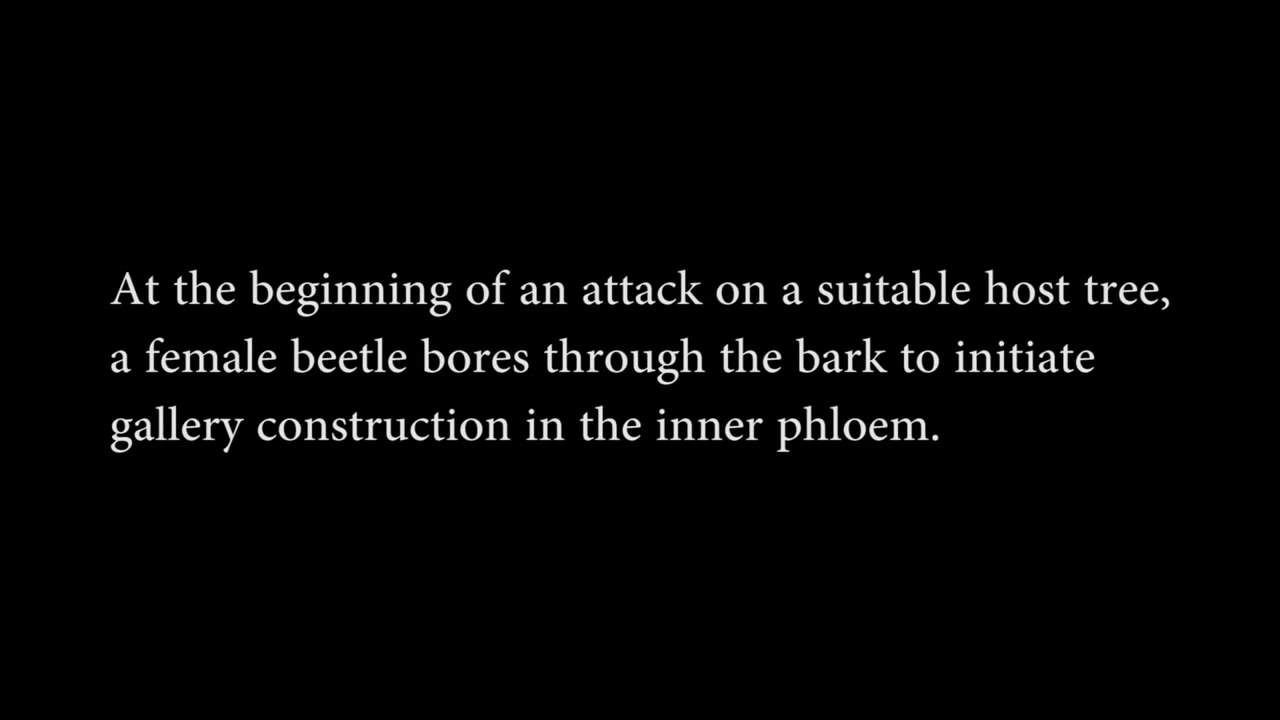 At the beginning of an attack on a suitable host tree,
a female beetle bores through the bark to initiate
gallery construction in the inner phloem.